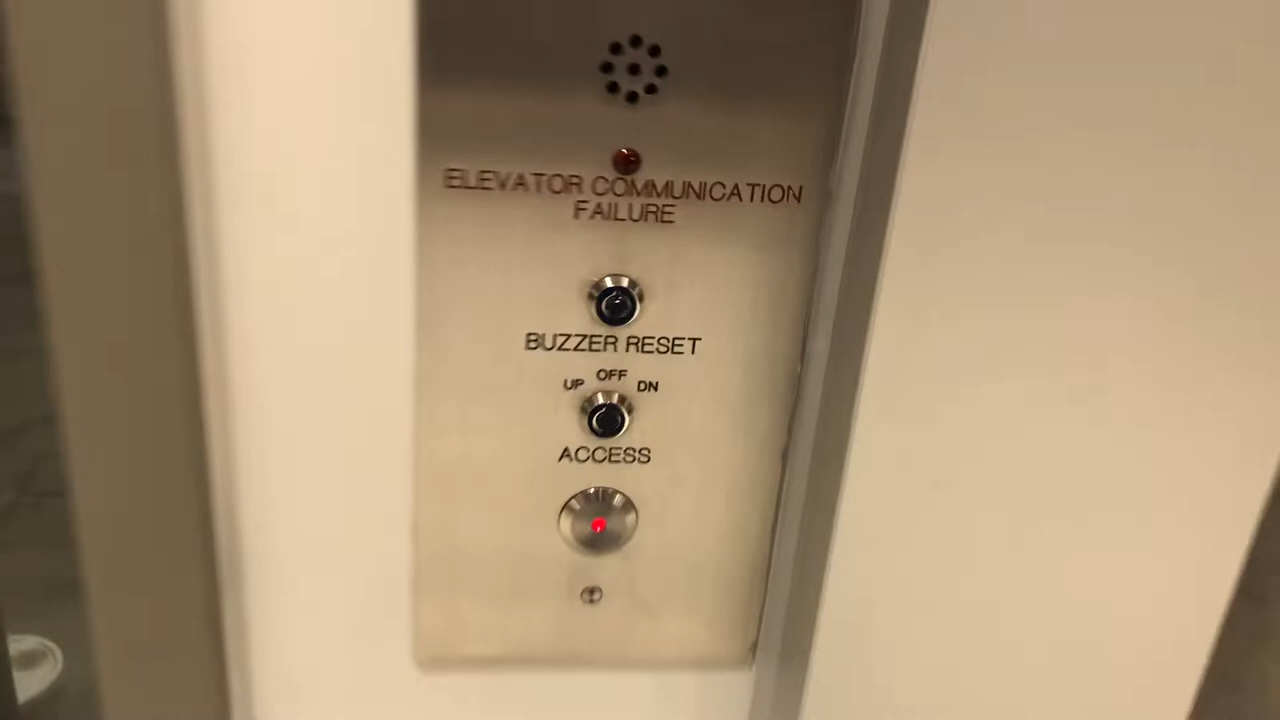 ELEVATOR COMMUNICATION
FAILURE
BUZZER RESET
UP OFF DN
ACCESS